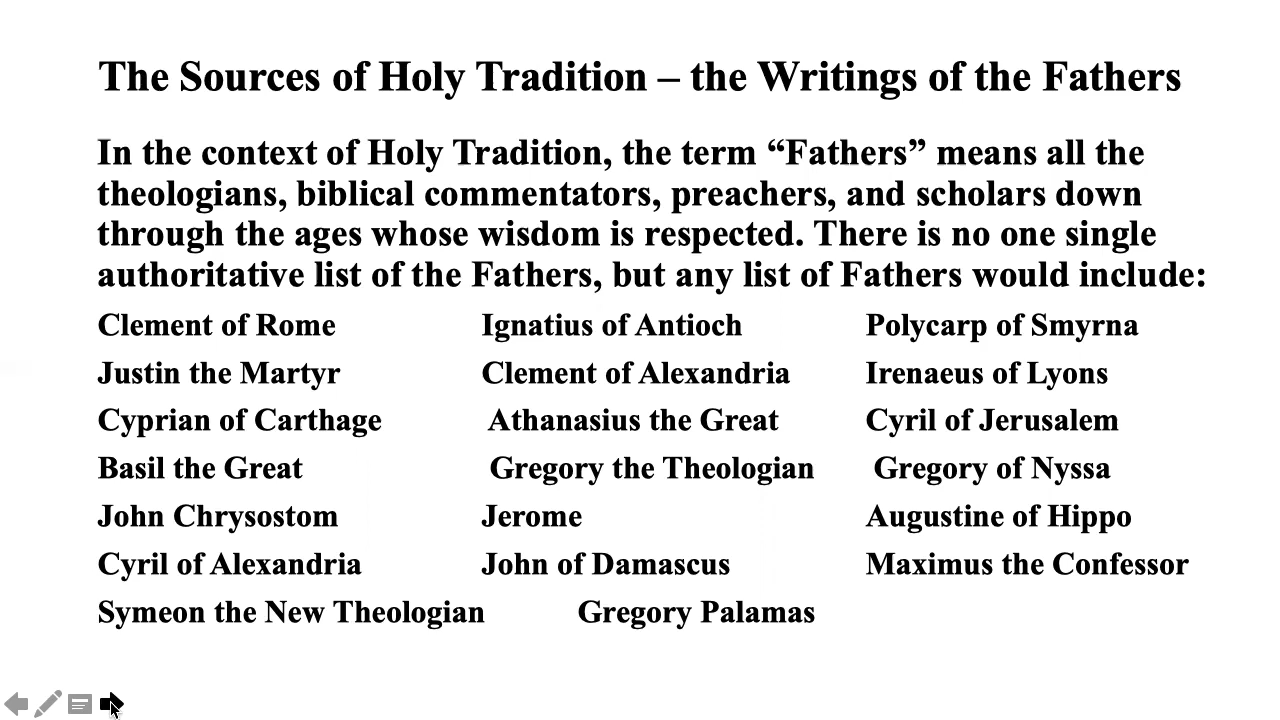 The Sources of Holy Tradition – the Writings of the Fathers
In the context of Holy Tradition, the term “Fathers” means all the
theologians, biblical commentators, preachers, and scholars down
through the ages whose wisdom is respected. There is no one single
authoritative list of the Fathers, but any list of Fathers would include:
Clement of Rome Ignatius of Antioch Polycarp of Smyrna
Justin the Martyr Clement of Alexandria Irenaeus of Lyons
Cyprian of Carthage Athanasius the Great Cyril of Jerusalem
Basil the Great Gregory the Theologian Gregory of Nyssa
John Chrysostom Jerome Augustine of Hippo
Cyril of Alexandria John of Damascus Maximus the Confessor
Symeon the New Theologian Gregory Palamas